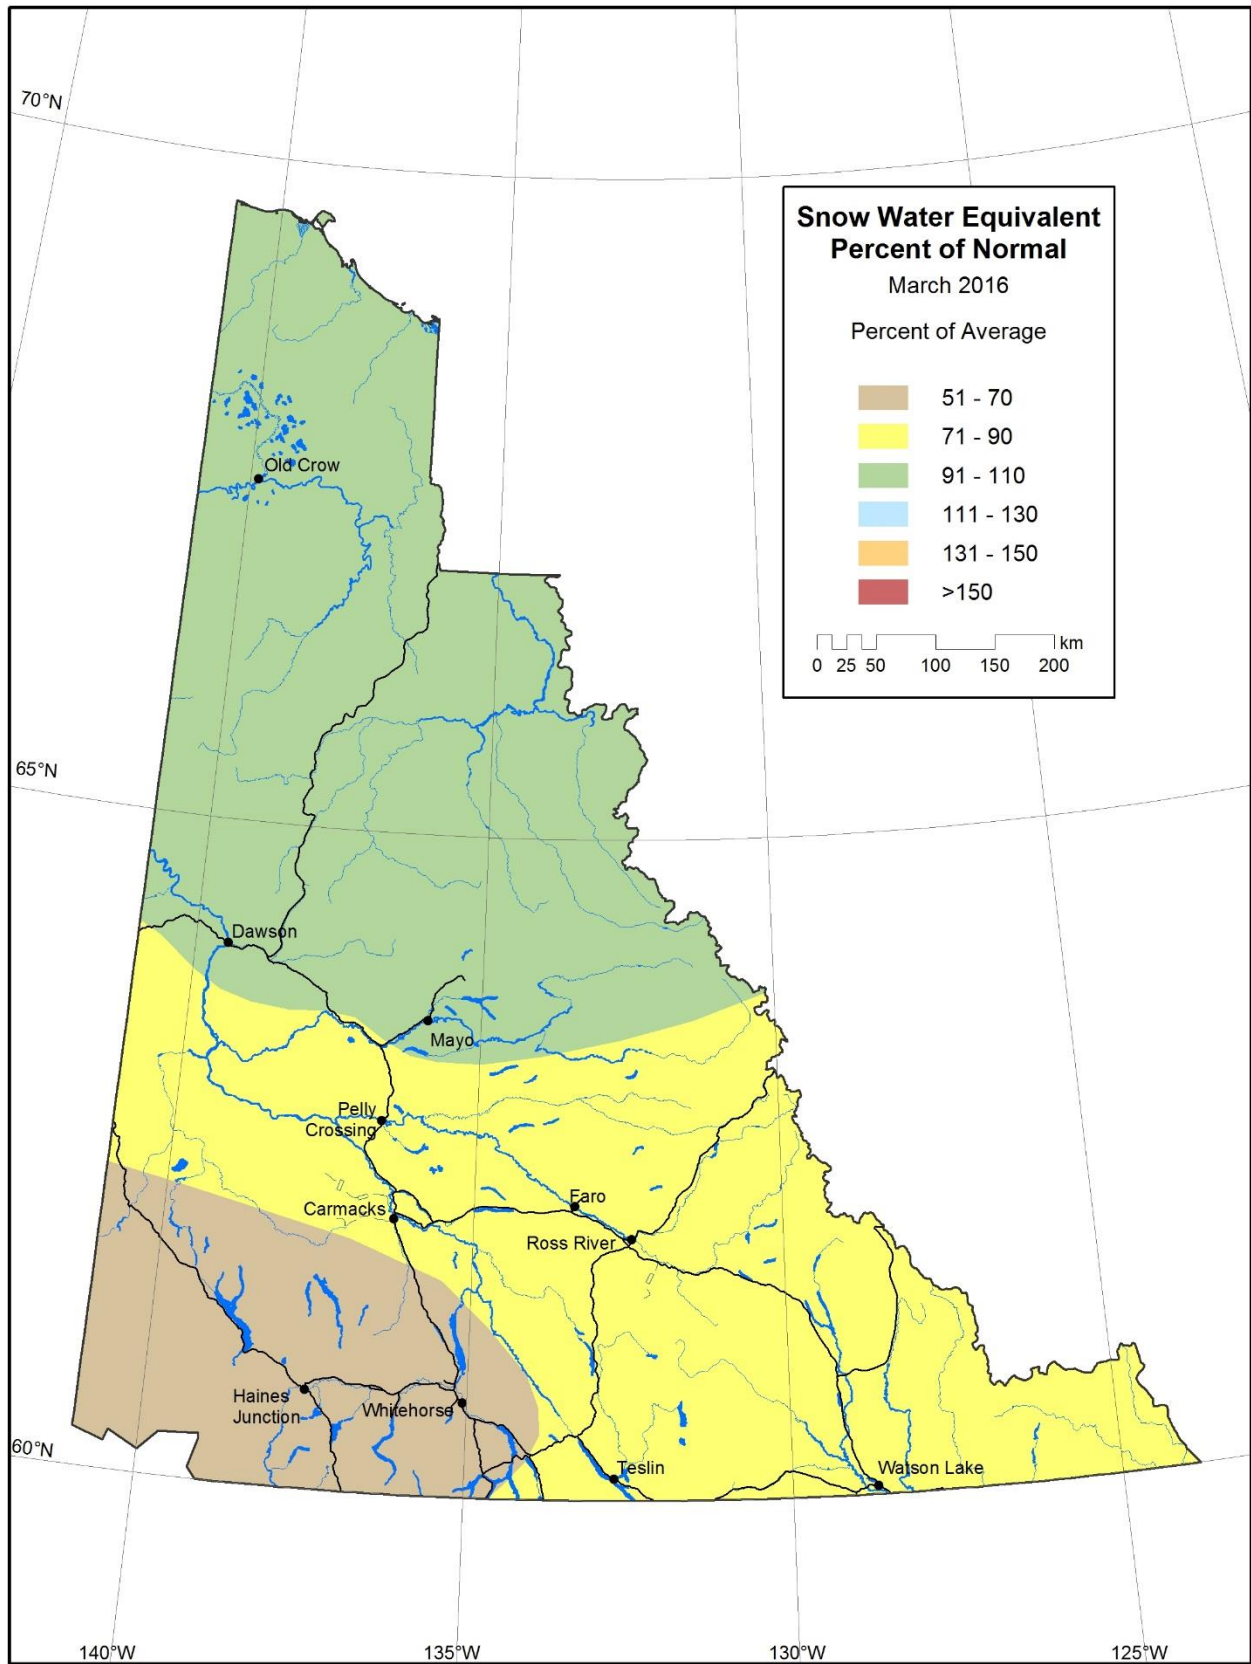 70°N
Snow Water Equivalent
Percent of Normal
March 2016
Percent of Average
51 - 70
71 - 90
91 - 110
111 - 130
131 - 150
>150
km
0 25 50 100 150 200
Old Crow
65°N
Dawson
Mayo
Pelly
Crossing
Faro
Carmacks
Ross River
Haines
Junction
Whitehorse
60°N
Teslin
Watson Lake
140°W
135°W
130°W
125°W